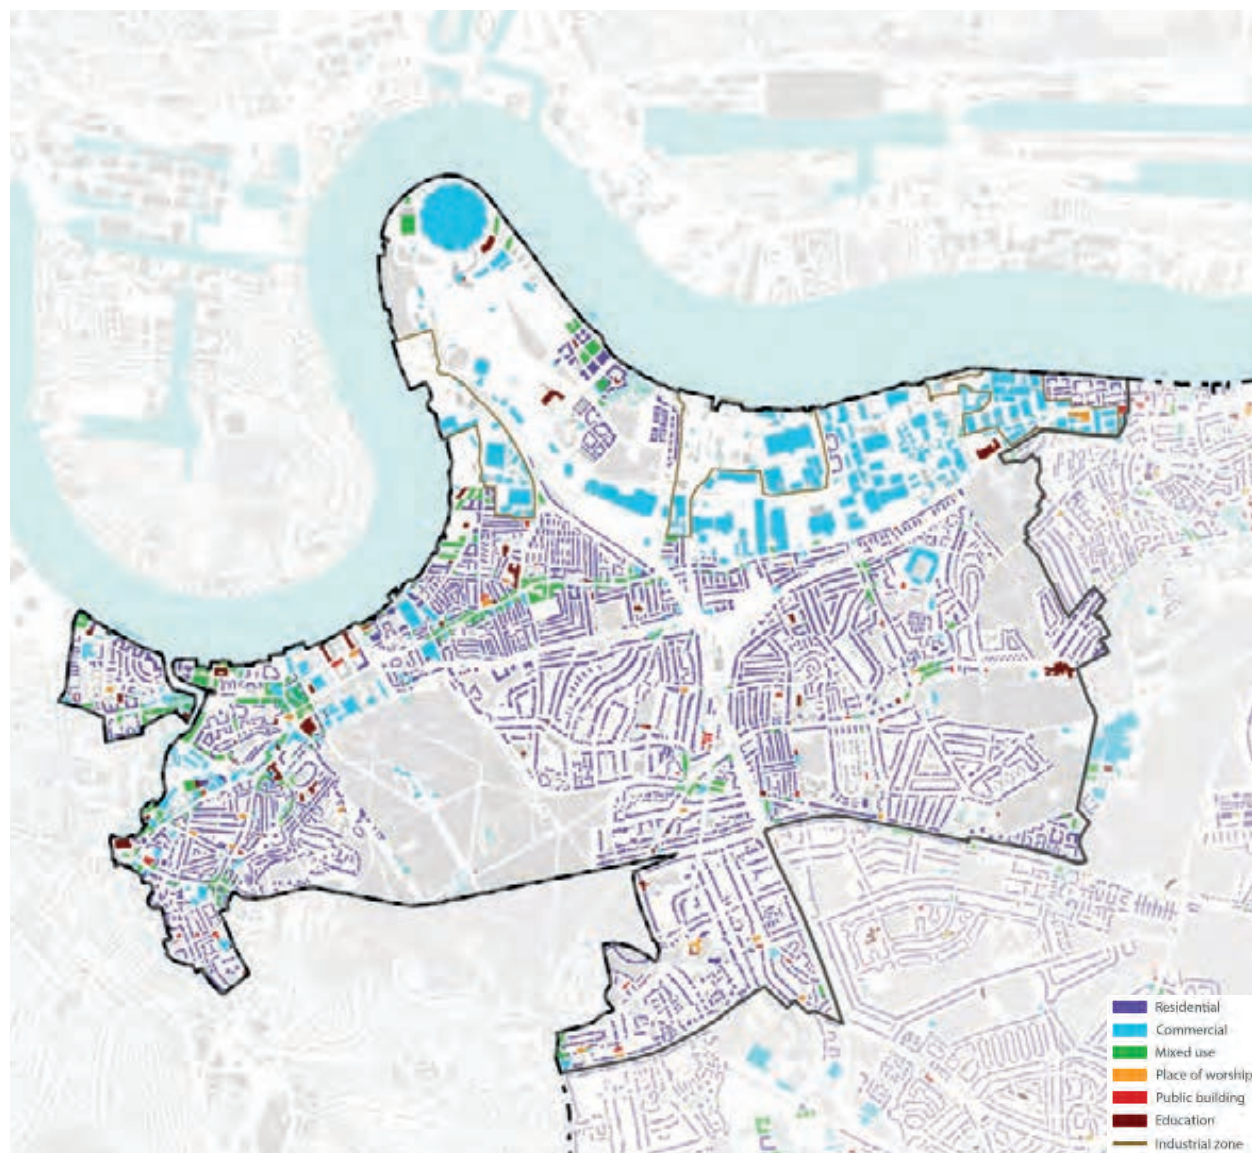 Residential
Commercial
Mixed use
Place of worship
Public building
Education
Industrial zone